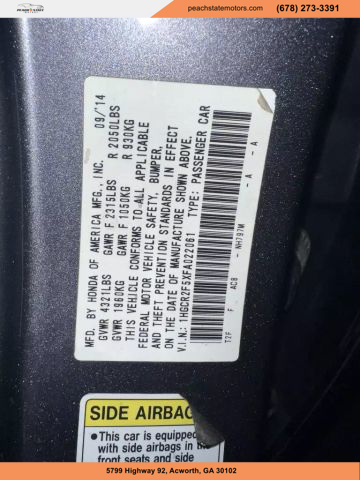 peachstatemotors.com
(678) 273-3391
MFD. BY HONDA OF AMERICA MFG., INC. 09/'14
GVWR 4321LBS GAWR F 2315LBS R 2050LBS
GVWR 1960KG GAWR F 1050KG R 930KG
THIS VEHICLE CONFORMS TO ALL APPLICABLE
FEDERAL MOTOR VEHICLE SAFETY, BUMPER,
AND THEFT PREVENTION STANDARDS IN EFFECT
ON THE DATE OF MANUFACTURE SHOWN ABOVE.
V.I.N.: 1HGCR2F5XFA022061 TYPE: PASSENGER CAR
T2F F AC8 - NH797M - A - A
SIDE AIRBAG
● This car is equipped
with side airbags in the
front seats and side
5799 Highway 92, Acworth, GA 30102